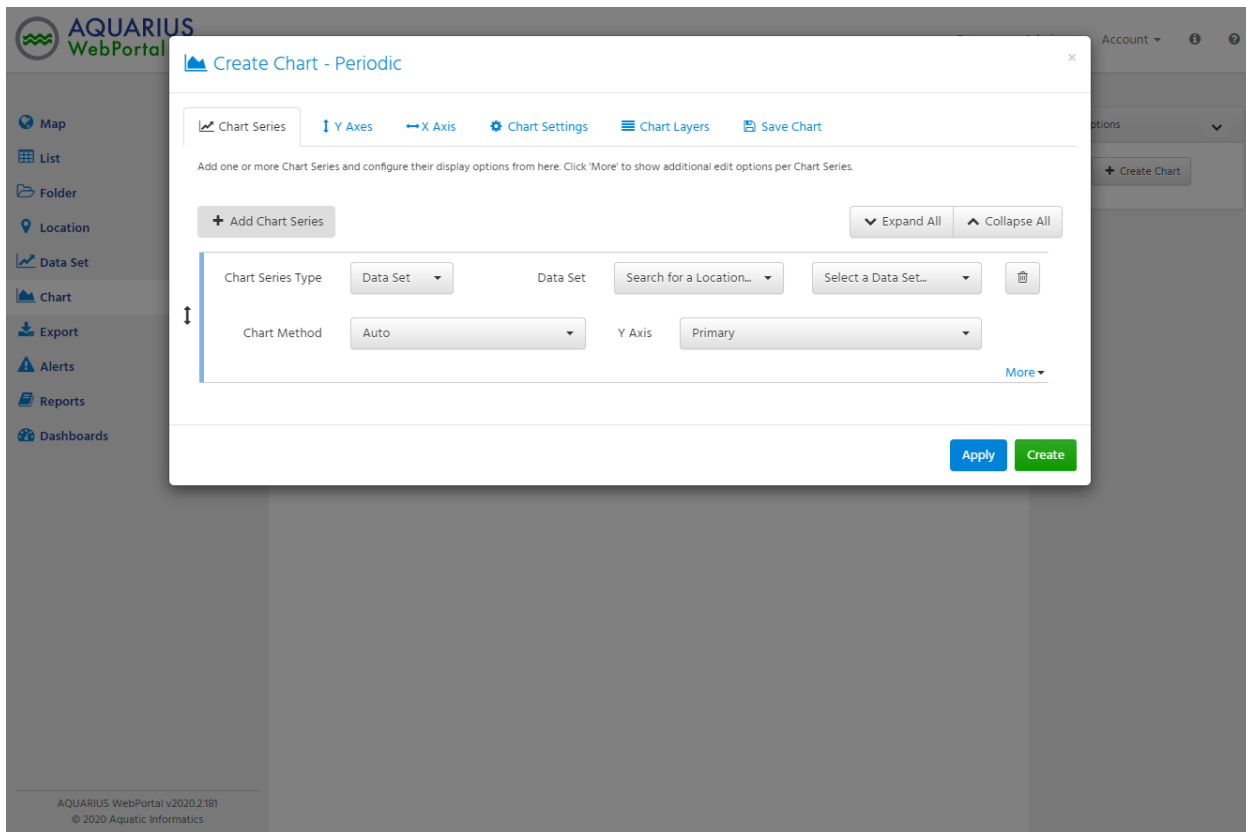 AQUARIUS
WebPortal
Account
Create Chart - Periodic
×
Map
List
Folder
Location
Data Set
Chart
Export
Alerts
Reports
Dashboards
Chart Series
Y Axes
X Axis
Chart Settings
Chart Layers
Save Chart
Add one or more Chart Series and configure their display options from here. Click 'More' to show additional edit options per Chart Series.
+ Add Chart Series
Expand All
Collapse All
Chart Series Type
Data Set
Data Set
Search for a Location...
Select a Data Set...
Chart Method
Auto
Y Axis
Primary
More
Apply
Create
ptions
+ Create Chart
AQUARIUS WebPortal v2020.2.181
© 2020 Aquatic Informatics